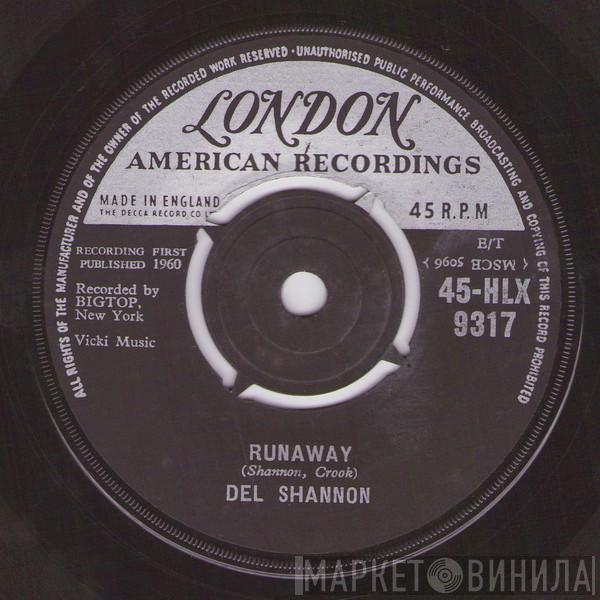 ALL RIGHTS OF THE MANUFACTURER AND OF THE OWNER OF THE RECORDED WORK RESERVED · UNAUTHORISED PUBLIC PERFORMANCE BROADCASTING AND COPYING OF THIS RECORD PROHIBITED
LONDON
AMERICAN RECORDINGS
MADE IN ENGLAND
THE DECCA RECORD CO L
45 R.P.M
RECORDING FIRST
PUBLISHED 1960
Recorded by
BIGTOP,
New York
Vicki Music
E/T
( MSCB 5096 )
45-HLX
9317
RUNAWAY
(Shannon, Crook)
DEL SHANNON
МАРКЕТ ВИНИЛА